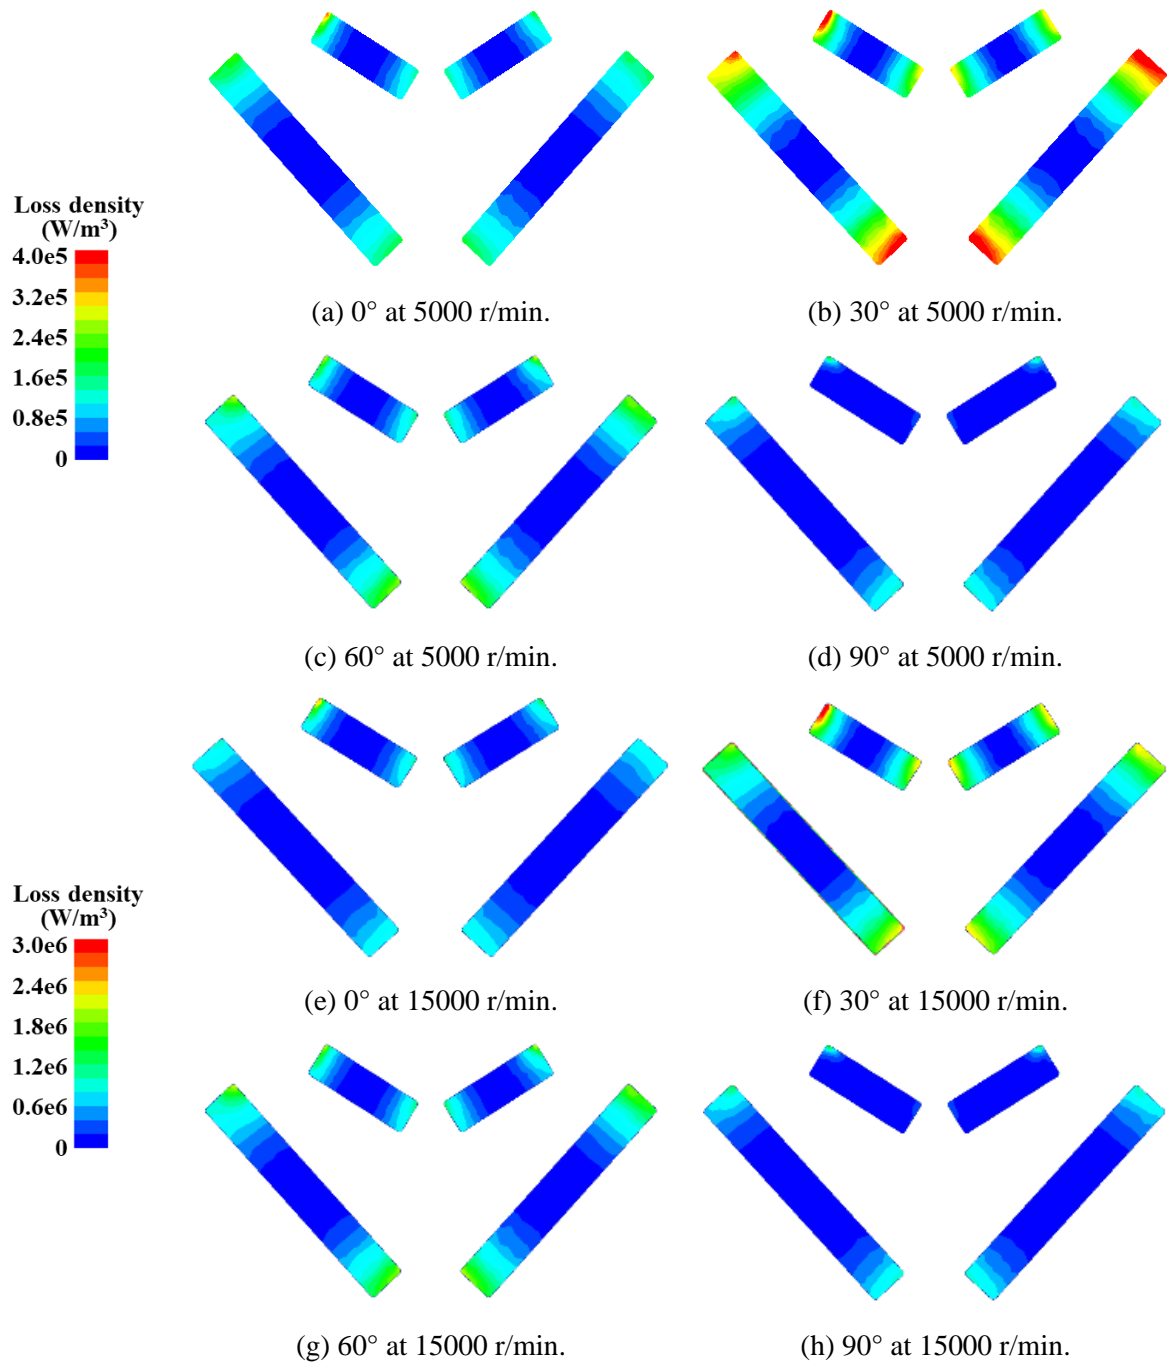 Loss density
(W/m³)
4.0e5
3.2e5
2.4e5
1.6e5
0.8e5
0
(a) 0° at 5000 r/min.
(b) 30° at 5000 r/min.
(c) 60° at 5000 r/min.
(d) 90° at 5000 r/min.
Loss density
(W/m³)
3.0e6
2.4e6
1.8e6
1.2e6
0.6e6
0
(e) 0° at 15000 r/min.
(f) 30° at 15000 r/min.
(g) 60° at 15000 r/min.
(h) 90° at 15000 r/min.